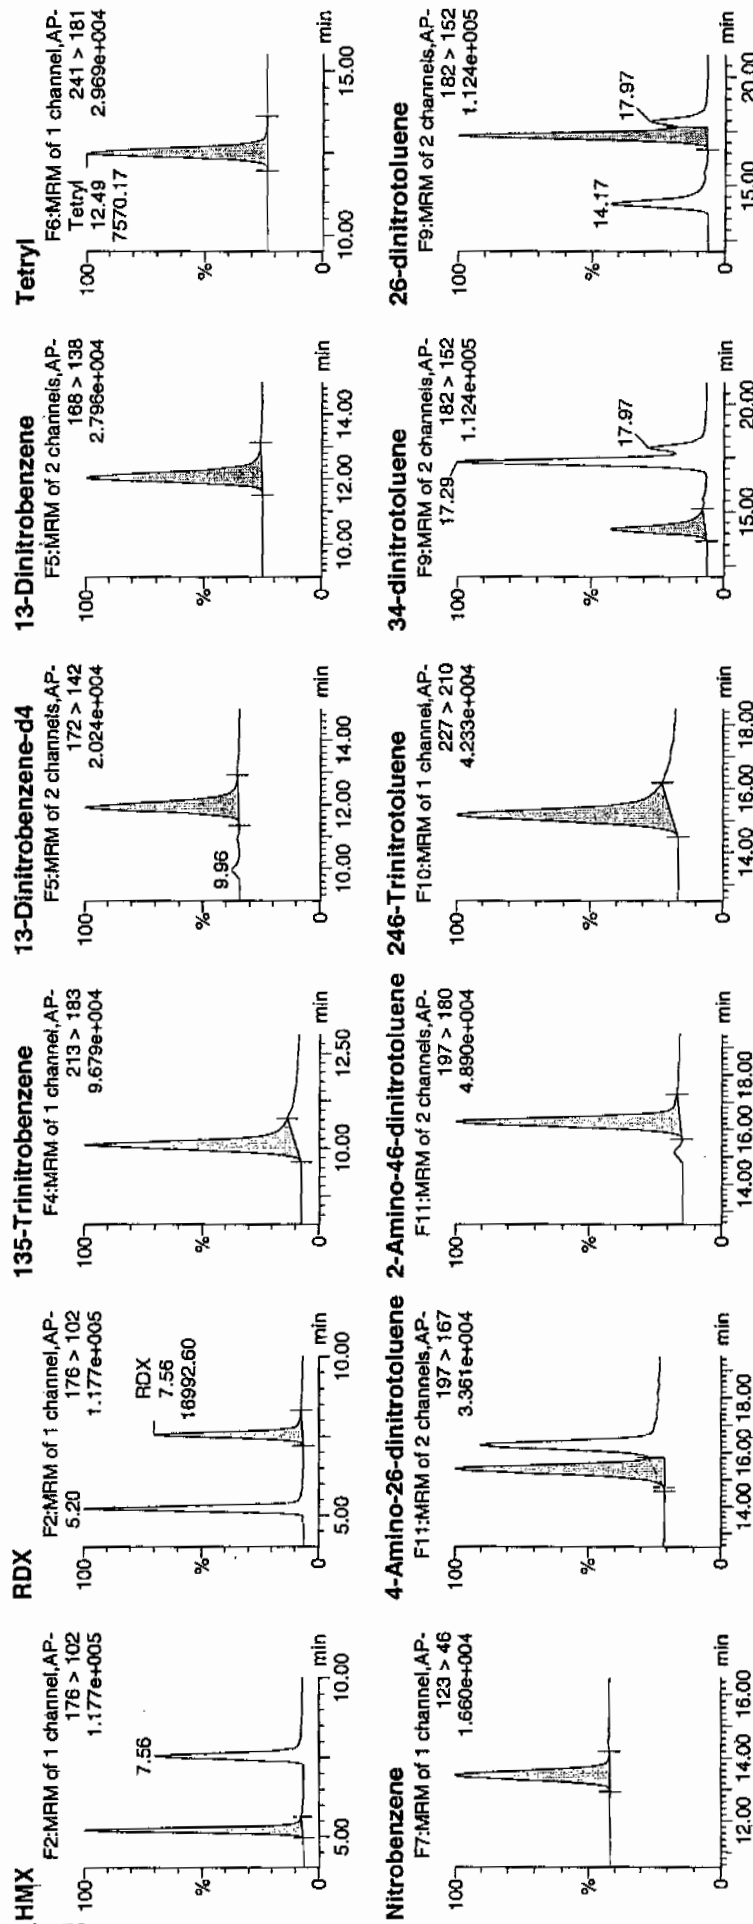 HMX
F2:MRM of 1 channel,AP-
176 > 102
1.177e+005
100
7.56
%
0
5.00 10.00
min
RDX
F2:MRM of 1 channel,AP-
5.20
176 > 102
1.177e+005
100
RDX
7.56
16992.60
%
0
5.00 10.00
min
135-Trinitrobenzene
F4:MRM of 1 channel,AP-
213 > 183
9.679e+004
100
%
0
10.00 12.50
min
13-Dinitrobenzene-d4
F5:MRM of 2 channels,AP-
172 > 142
2.024e+004
100
%
9.96
0
10.00 12.00 14.00
min
13-Dinitrobenzene
F5:MRM of 2 channels,AP-
168 > 138
2.796e+004
100
%
0
10.00 12.00 14.00
min
Tetryl
F6:MRM of 1 channel,AP-
Tetryl
241 > 181
12.49
2.969e+004
7570.17
100
%
0
10.00 15.00
min
Nitrobenzene
F7:MRM of 1 channel,AP-
123 > 46
1.660e+004
100
%
0
12.00 14.00 16.00
min
4-Amino-26-dinitrotoluene
F11:MRM of 2 channels,AP-
197 > 167
3.361e+004
100
%
0
14.00 16.00 18.00
min
2-Amino-46-dinitrotoluene
F11:MRM of 2 channels,AP-
197 > 180
4.890e+004
100
%
0
14.00 16.00 18.00
min
246-Trinitrotoluene
F10:MRM of 1 channel,AP-
227 > 210
4.233e+004
100
%
0
14.00 16.00 18.00
min
34-dinitrotoluene
F9:MRM of 2 channels,AP-
17.29
182 > 152
1.124e+005
100
17.97
%
0
15.00 20.00
min
26-dinitrotoluene
F9:MRM of 2 channels,AP-
182 > 152
1.124e+005
100
14.17
17.97
%
0
15.00 20.00
min